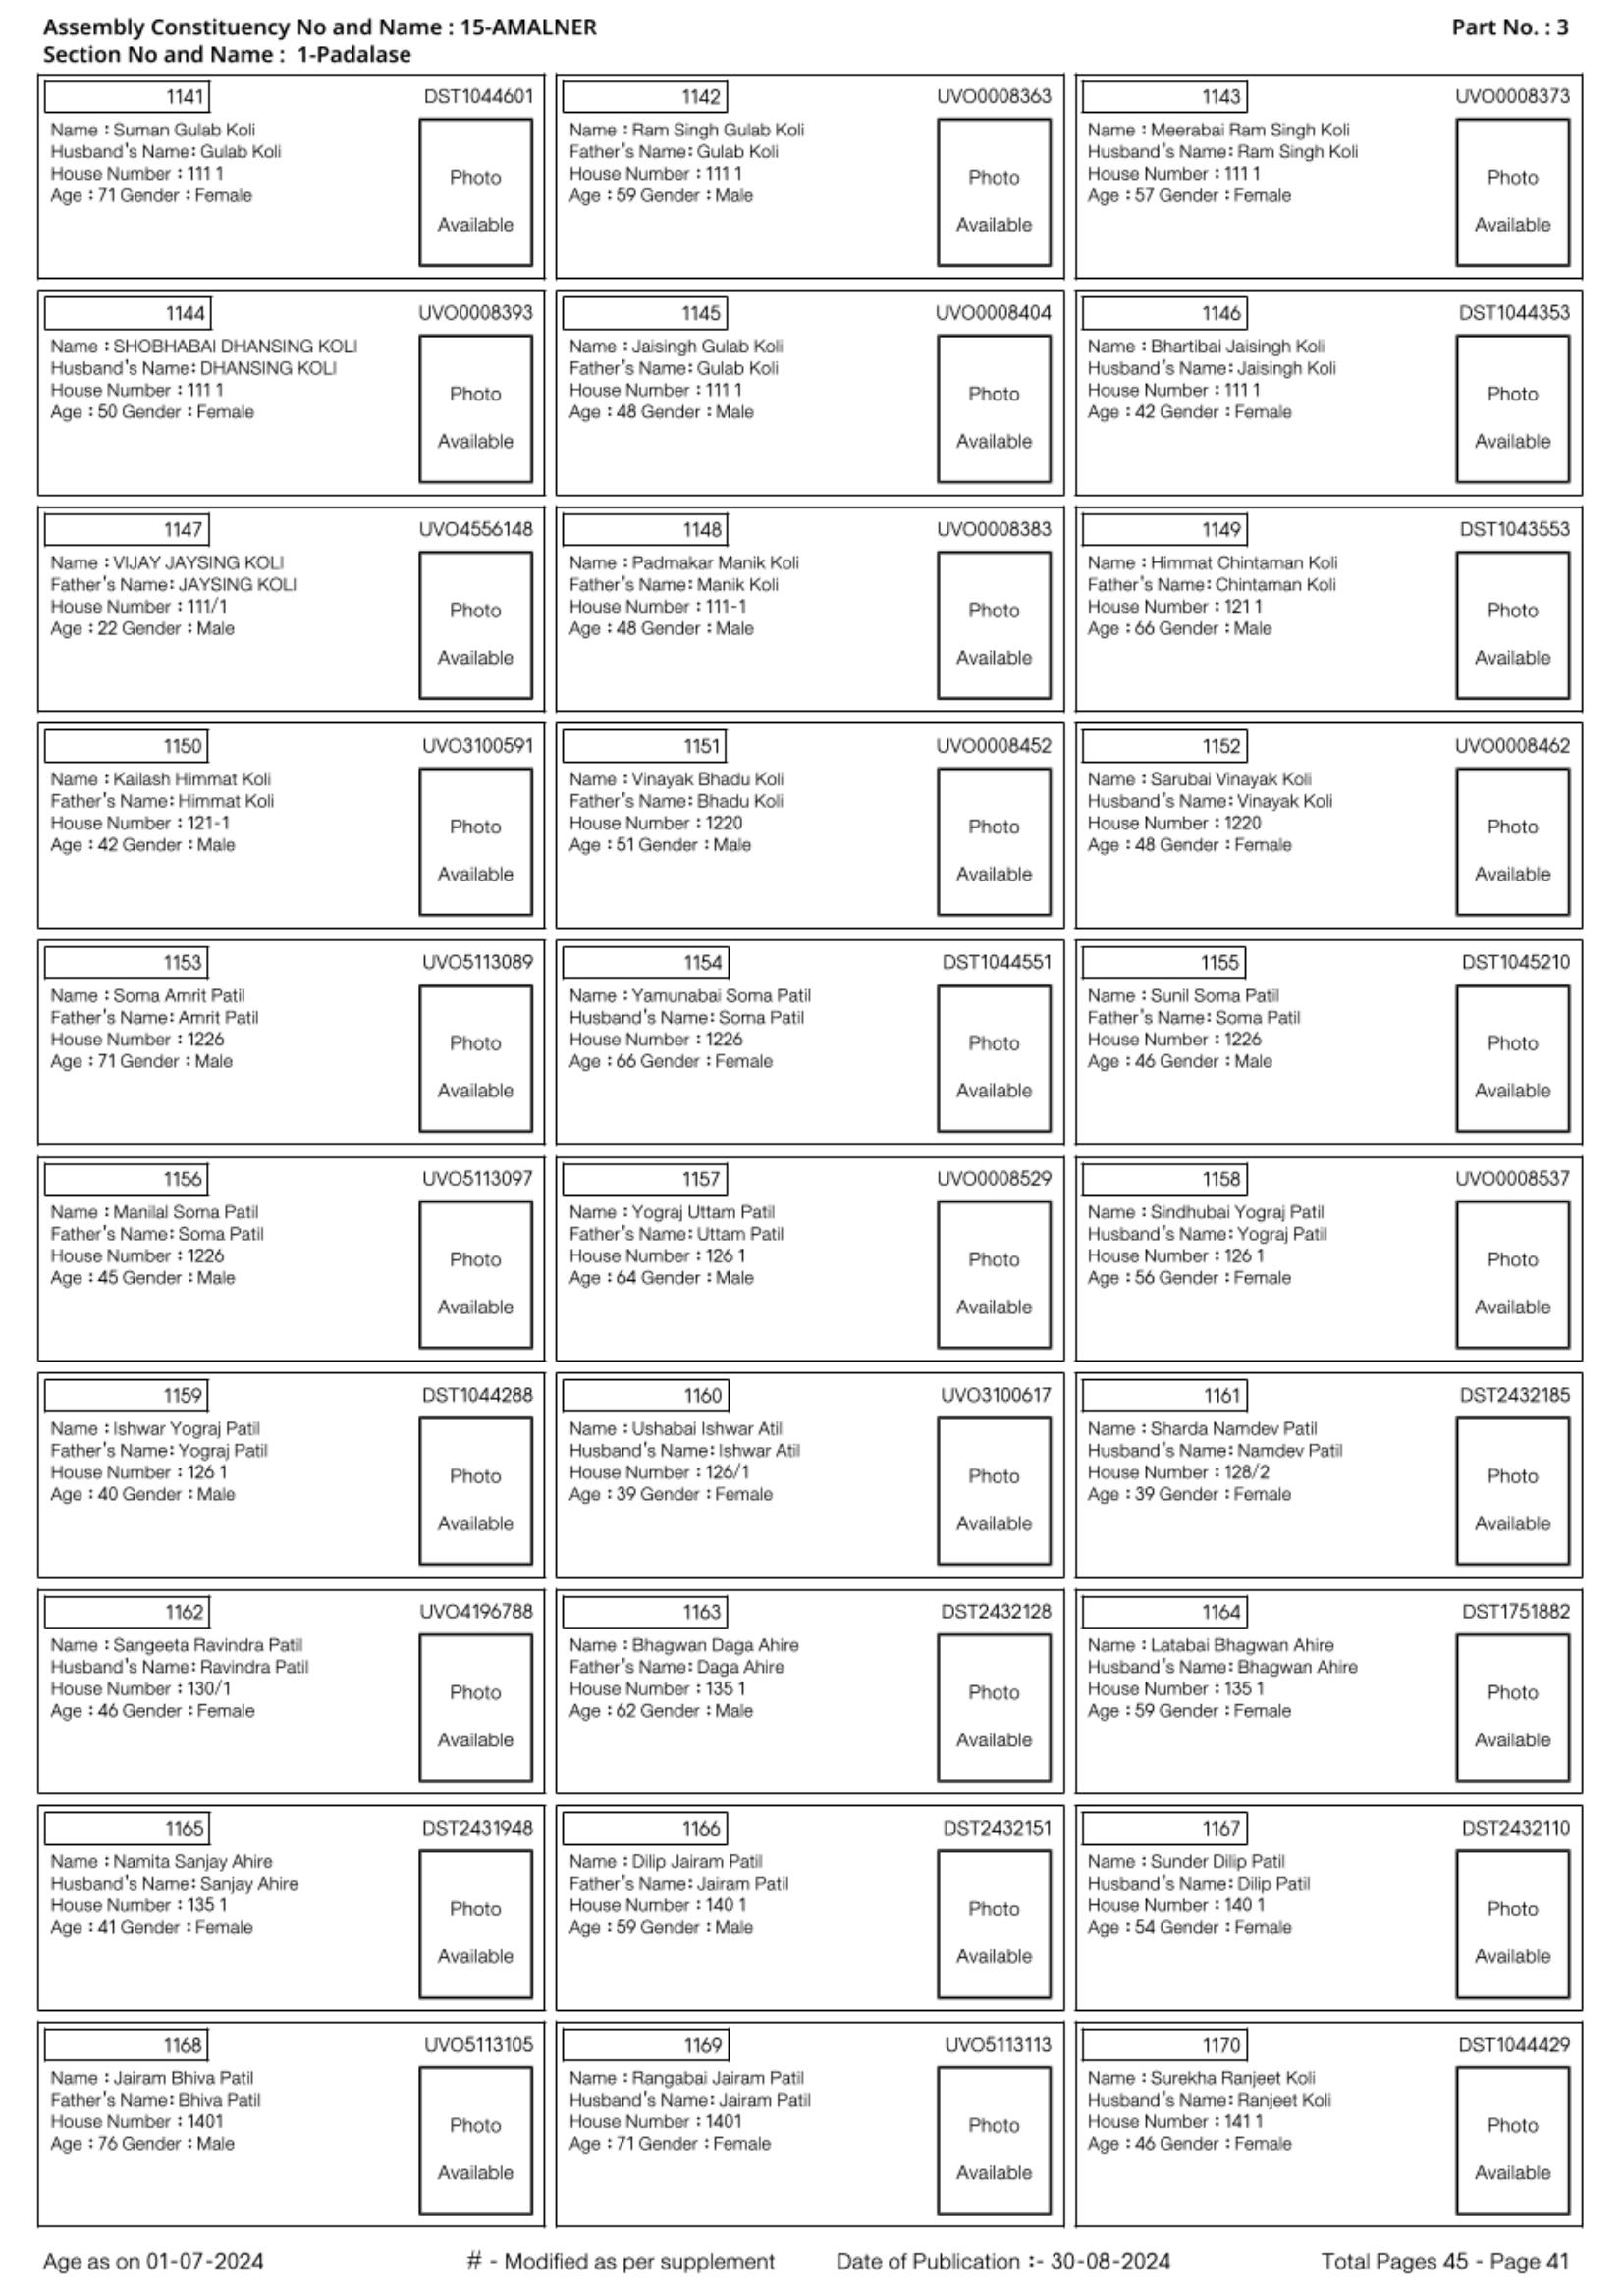 Assembly Constituency No and Name : 15-AMALNER
Part No. : 3
Section No and Name : 1-Padalase
1141 DST1044601
Name : Suman Gulab Koli
Husband's Name: Gulab Koli
House Number : 111 1
Age : 71 Gender : Female
Photo
Available
1142 UVO0008363
Name : Ram Singh Gulab Koli
Father's Name: Gulab Koli
House Number : 111 1
Age : 59 Gender : Male
Photo
Available
1143 UVO0008373
Name : Meerabai Ram Singh Koli
Husband's Name: Ram Singh Koli
House Number : 111 1
Age : 57 Gender : Female
Photo
Available
1144 UVO0008393
Name : SHOBHABAI DHANSING KOLI
Husband's Name: DHANSING KOLI
House Number : 111 1
Age : 50 Gender : Female
Photo
Available
1145 UVO0008404
Name : Jaisingh Gulab Koli
Father's Name: Gulab Koli
House Number : 111 1
Age : 48 Gender : Male
Photo
Available
1146 DST1044353
Name : Bhartibai Jaisingh Koli
Husband's Name: Jaisingh Koli
House Number : 111 1
Age : 42 Gender : Female
Photo
Available
1147 UVO4556148
Name : VIJAY JAYSING KOLI
Father's Name: JAYSING KOLI
House Number : 111/1
Age : 22 Gender : Male
Photo
Available
1148 UVO0008383
Name : Padmakar Manik Koli
Father's Name: Manik Koli
House Number : 111-1
Age : 48 Gender : Male
Photo
Available
1149 DST1043553
Name : Himmat Chintaman Koli
Father's Name: Chintaman Koli
House Number : 121 1
Age : 66 Gender : Male
Photo
Available
1150 UVO3100591
Name : Kailash Himmat Koli
Father's Name: Himmat Koli
House Number : 121-1
Age : 42 Gender : Male
Photo
Available
1151 UVO0008452
Name : Vinayak Bhadu Koli
Father's Name: Bhadu Koli
House Number : 1220
Age : 51 Gender : Male
Photo
Available
1152 UVO0008462
Name : Sarubai Vinayak Koli
Husband's Name: Vinayak Koli
House Number : 1220
Age : 48 Gender : Female
Photo
Available
1153 UVO5113089
Name : Soma Amrit Patil
Father's Name: Amrit Patil
House Number : 1226
Age : 71 Gender : Male
Photo
Available
1154 DST1044551
Name : Yamunabai Soma Patil
Husband's Name: Soma Patil
House Number : 1226
Age : 66 Gender : Female
Photo
Available
1155 DST1045210
Name : Sunil Soma Patil
Father's Name: Soma Patil
House Number : 1226
Age : 46 Gender : Male
Photo
Available
1156 UVO5113097
Name : Manilal Soma Patil
Father's Name: Soma Patil
House Number : 1226
Age : 45 Gender : Male
Photo
Available
1157 UVO0008529
Name : Yograj Uttam Patil
Father's Name: Uttam Patil
House Number : 126 1
Age : 64 Gender : Male
Photo
Available
1158 UVO0008537
Name : Sindhubai Yograj Patil
Husband's Name: Yograj Patil
House Number : 126 1
Age : 56 Gender : Female
Photo
Available
1159 DST1044288
Name : Ishwar Yograj Patil
Father's Name: Yograj Patil
House Number : 126 1
Age : 40 Gender : Male
Photo
Available
1160 UVO3100617
Name : Ushabai Ishwar Atil
Husband's Name: Ishwar Atil
House Number : 126/1
Age : 39 Gender : Female
Photo
Available
1161 DST2432185
Name : Sharda Namdev Patil
Husband's Name: Namdev Patil
House Number : 128/2
Age : 39 Gender : Female
Photo
Available
1162 UVO4196788
Name : Sangeeta Ravindra Patil
Husband's Name: Ravindra Patil
House Number : 130/1
Age : 46 Gender : Female
Photo
Available
1163 DST2432128
Name : Bhagwan Daga Ahire
Father's Name: Daga Ahire
House Number : 135 1
Age : 62 Gender : Male
Photo
Available
1164 DST1751882
Name : Latabai Bhagwan Ahire
Husband's Name: Bhagwan Ahire
House Number : 135 1
Age : 59 Gender : Female
Photo
Available
1165 DST2431948
Name : Namita Sanjay Ahire
Husband's Name: Sanjay Ahire
House Number : 135 1
Age : 41 Gender : Female
Photo
Available
1166 DST2432151
Name : Dilip Jairam Patil
Father's Name: Jairam Patil
House Number : 140 1
Age : 59 Gender : Male
Photo
Available
1167 DST2432110
Name : Sunder Dilip Patil
Husband's Name: Dilip Patil
House Number : 140 1
Age : 54 Gender : Female
Photo
Available
1168 UVO5113105
Name : Jairam Bhiva Patil
Father's Name: Bhiva Patil
House Number : 1401
Age : 76 Gender : Male
Photo
Available
1169 UVO5113113
Name : Rangabai Jairam Patil
Husband's Name: Jairam Patil
House Number : 1401
Age : 71 Gender : Female
Photo
Available
1170 DST1044429
Name : Surekha Ranjeet Koli
Husband's Name: Ranjeet Koli
House Number : 141 1
Age : 46 Gender : Female
Photo
Available
Age as on 01-07-2024 # - Modified as per supplement Date of Publication :- 30-08-2024 Total Pages 45 - Page 41